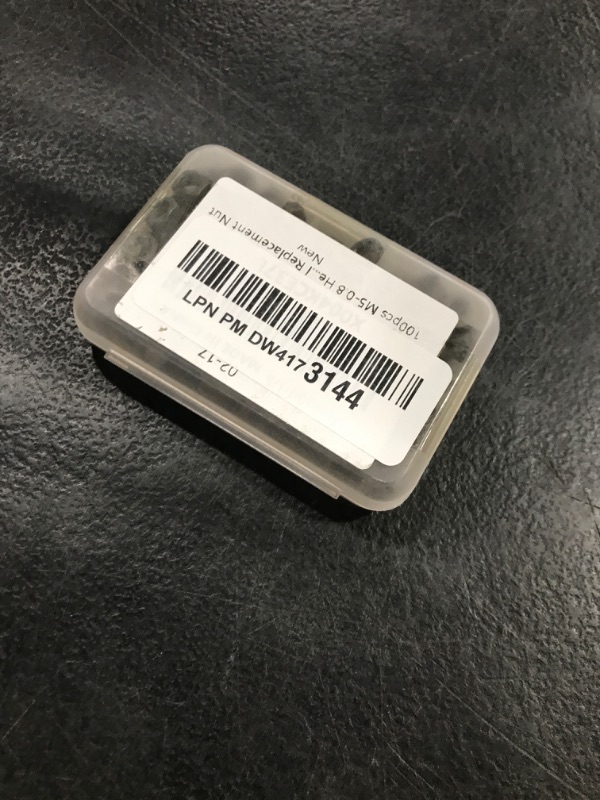 100pcs M5-0.8 He...l Replacement Nut
New
LPN PM DW4173144
02-17